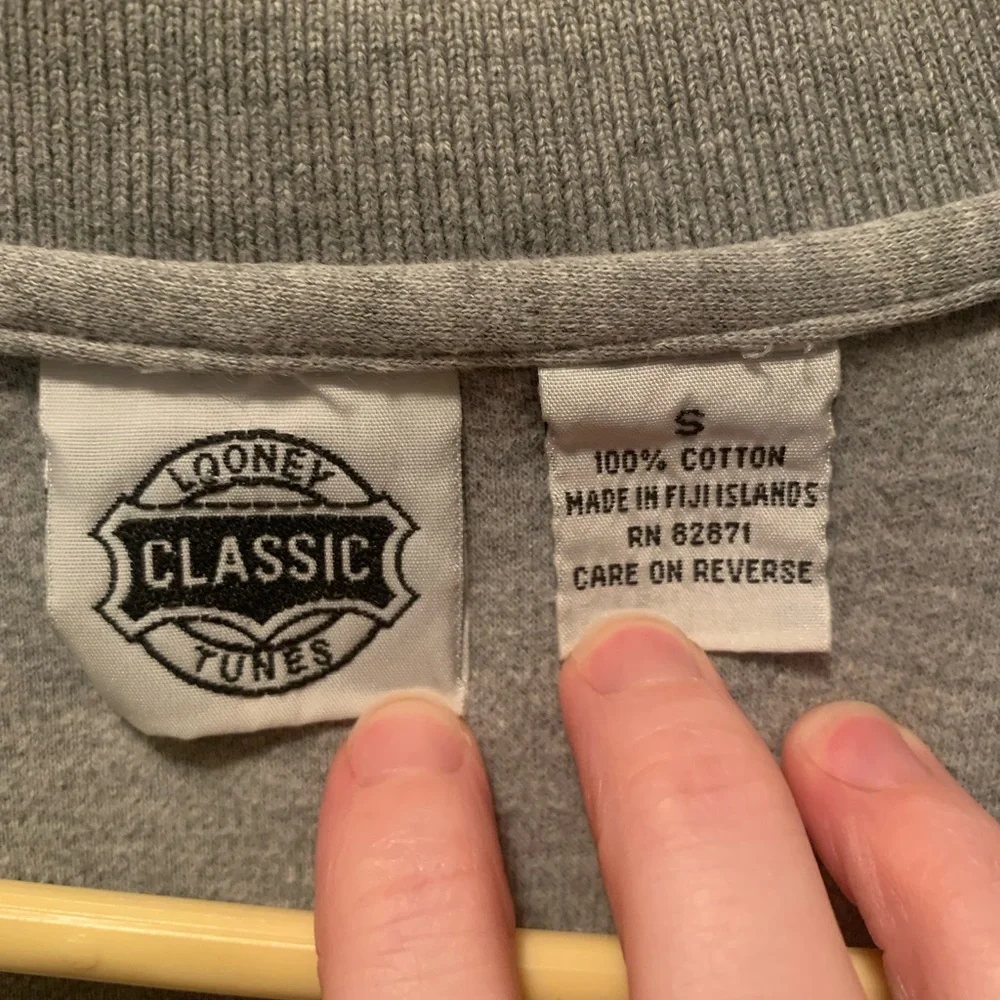 LOONEY
CLASSIC
TUNES
S
100% COTTON
MADE IN FIJI ISLANDS
RN 82871
CARE ON REVERSE